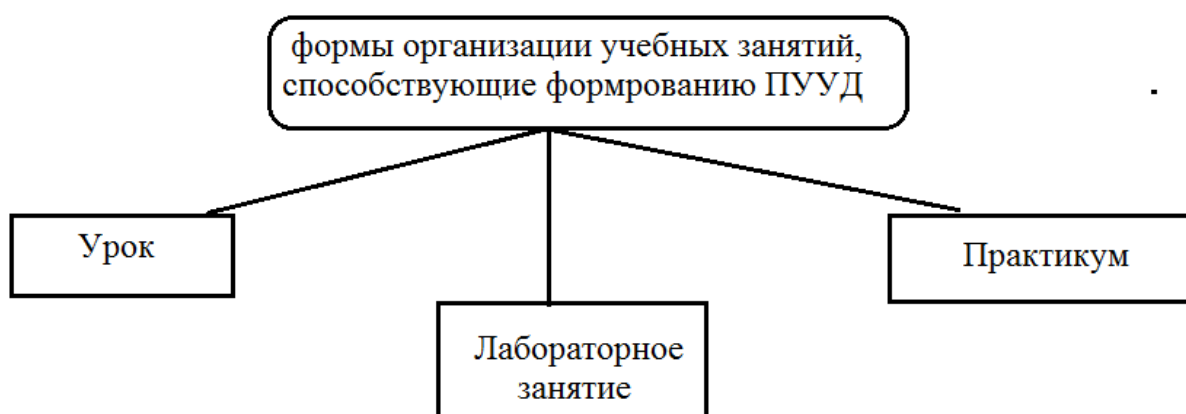 формы организации учебных занятий,
способствующие формрованию ПУУД
Урок
Практикум
Лабораторное
занятие